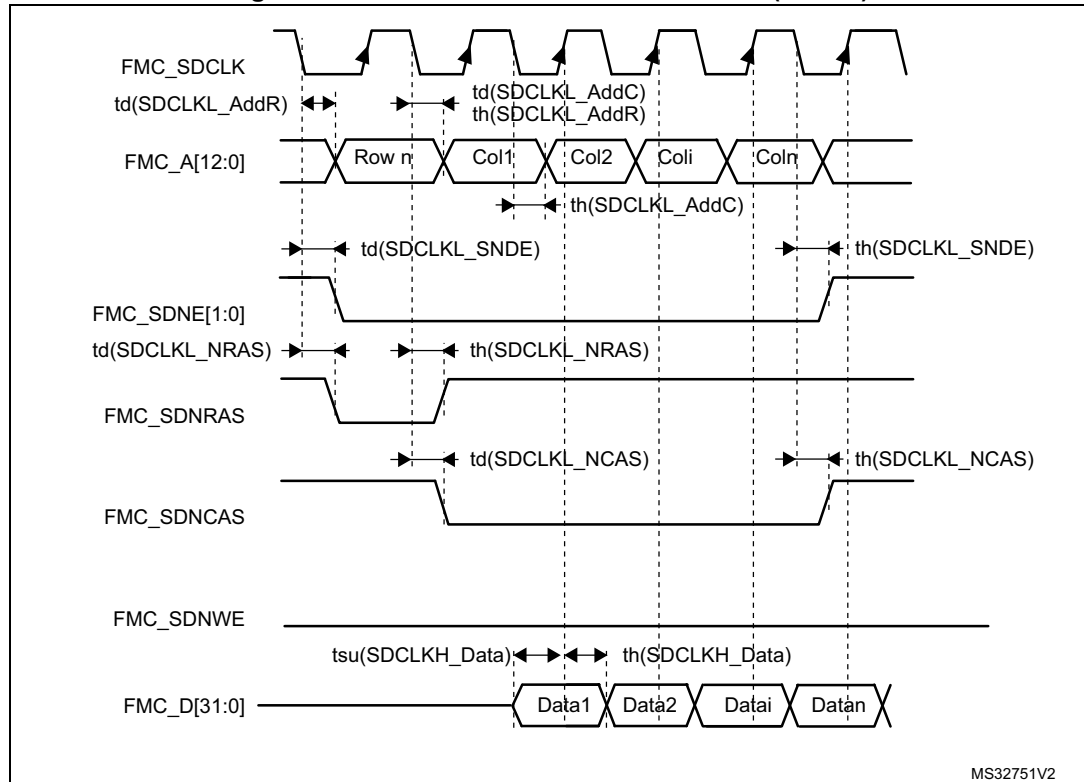 FMC_SDCLK
td(SDCLKL_AddR)
td(SDCLKL_AddC)
th(SDCLKL_AddR)
FMC_A[12:0]
Row n
Col1
Col2
Coli
Coln
th(SDCLKL_AddC)
td(SDCLKL_SNDE)
th(SDCLKL_SNDE)
FMC_SDNE[1:0]
td(SDCLKL_NRAS)
th(SDCLKL_NRAS)
FMC_SDNRAS
td(SDCLKL_NCAS)
th(SDCLKL_NCAS)
FMC_SDNCAS
FMC_SDNWE
tsu(SDCLKH_Data)
th(SDCLKH_Data)
FMC_D[31:0]
Data1
Data2
Datai
Datan
MS32751V2